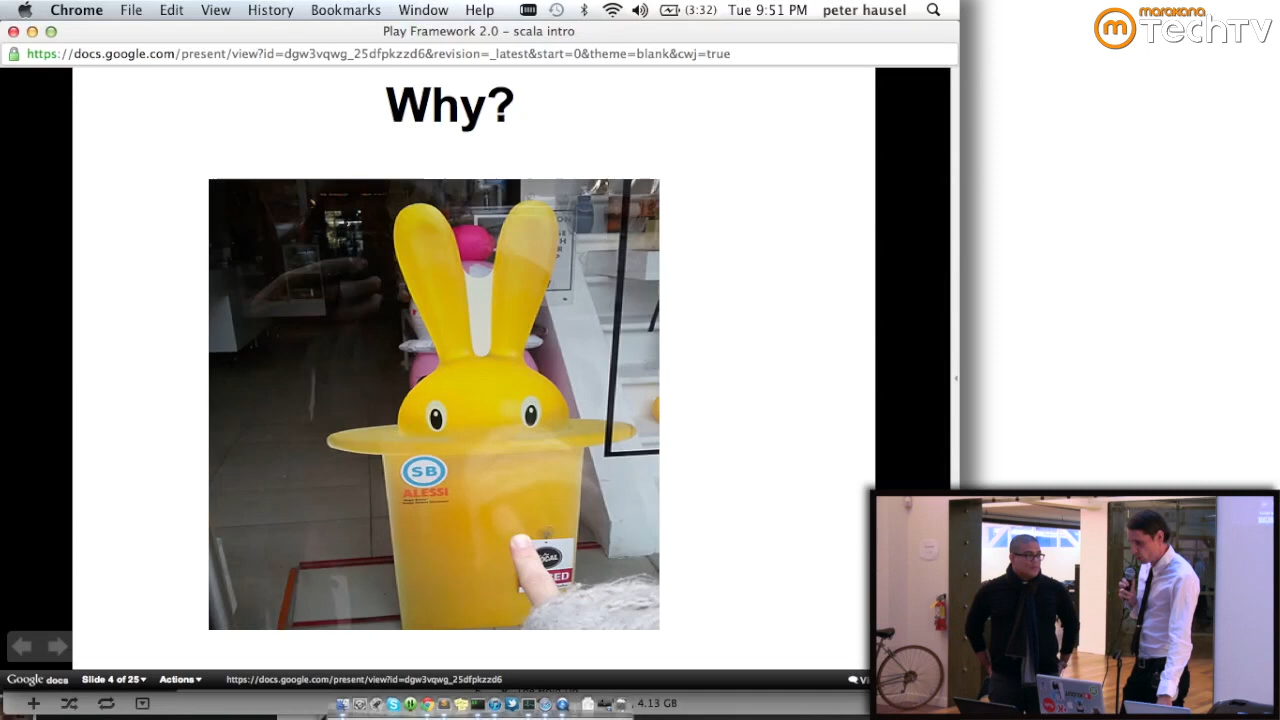 Chrome File Edit View History Bookmarks Window Help (3:32) Tue 9:51 PM peter hausel
marakana
TechTV
Play Framework 2.0 – scala intro
https://docs.google.com/present/view?id=dgw3vqwg_25dfpkzzd6&revision=_latest&start=0&theme=blank&cwj=true
Why?
SB
ALESSI
Google docs Slide 4 of 25 Actions https://docs.google.com/present/view?id=dgw3vqwg_25dfpkzzd6
, 4.13 GB